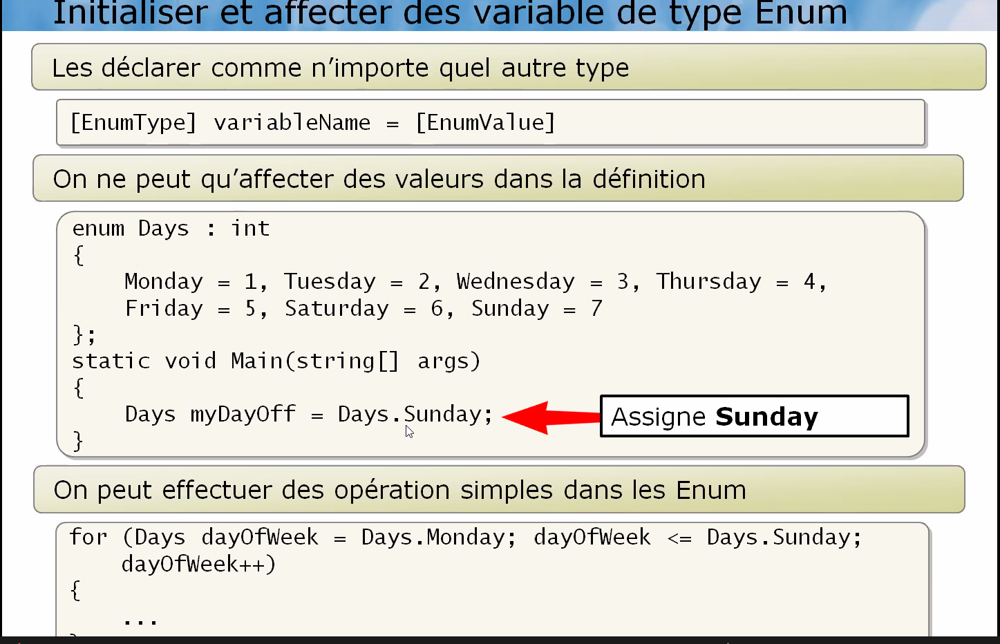 Initialiser et affecter des variable de type Enum
Les déclarer comme n’importe quel autre type
[EnumType] variableName = [EnumValue]
On ne peut qu’affecter des valeurs dans la définition
enum Days : int
{
Monday = 1, Tuesday = 2, Wednesday = 3, Thursday = 4,
Friday = 5, Saturday = 6, Sunday = 7
};
static void Main(string[] args)
{
Days myDayOff = Days.Sunday;
Assigne Sunday
}
On peut effectuer des opération simples dans les Enum
for (Days dayOfWeek = Days.Monday; dayOfWeek <= Days.Sunday;
dayOfWeek++)
{
...